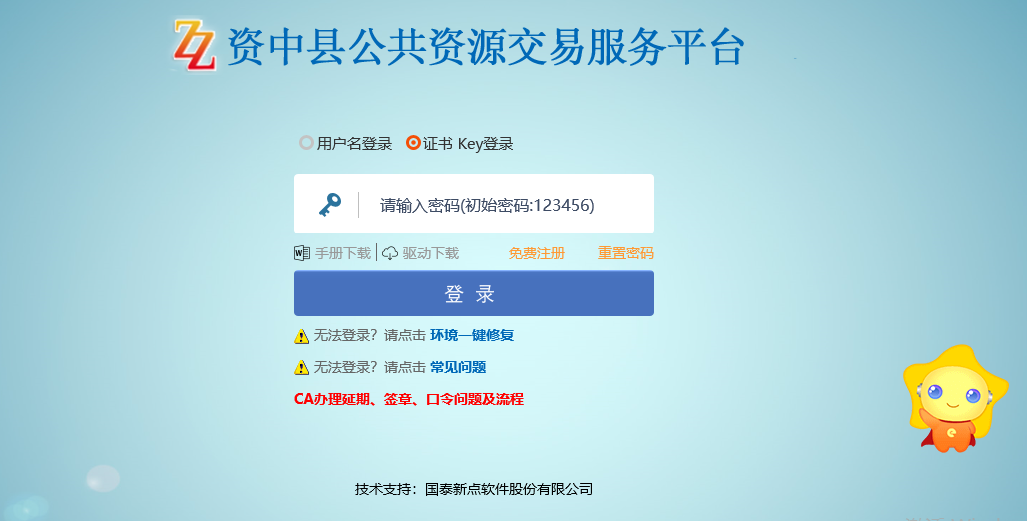 资中县公共资源交易服务平台
用户名登录 证书 Key登录
请输入密码(初始密码:123456)
手册下载 驱动下载 免费注册 重置密码
登 录
无法登录？请点击 环境一键修复
无法登录？请点击 常见问题
CA办理延期、签章、口令问题及流程
技术支持：国泰新点软件股份有限公司